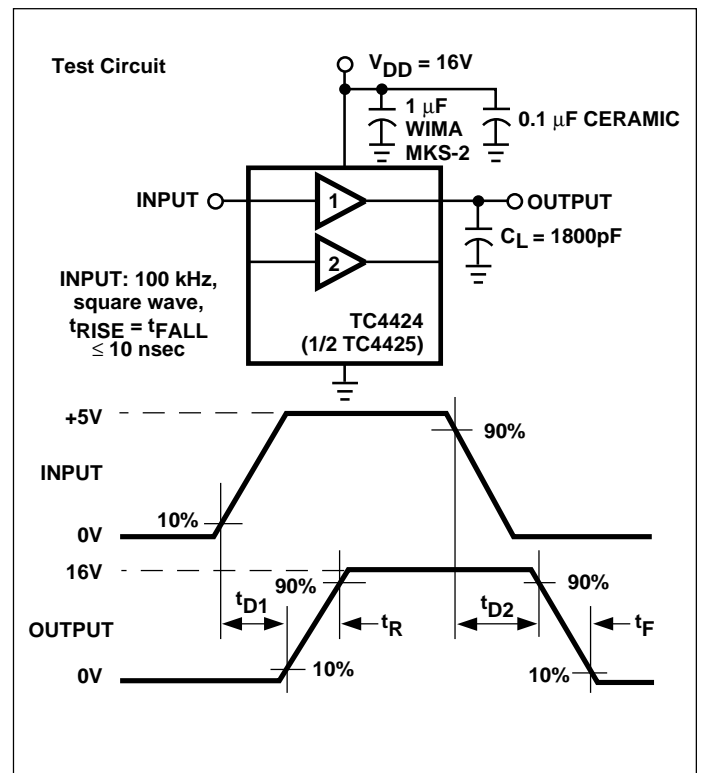 Test Circuit
VDD = 16V
1 μF
WIMA
MKS-2
0.1 μF CERAMIC
INPUT
1
OUTPUT
CL = 1800pF
2
INPUT: 100 kHz,
square wave,
tRISE = tFALL
≤ 10 nsec
TC4424
(1/2 TC4425)
+5V
90%
INPUT
10%
0V
16V
90%
90%
tD1
tR
tD2
tF
OUTPUT
10%
10%
0V